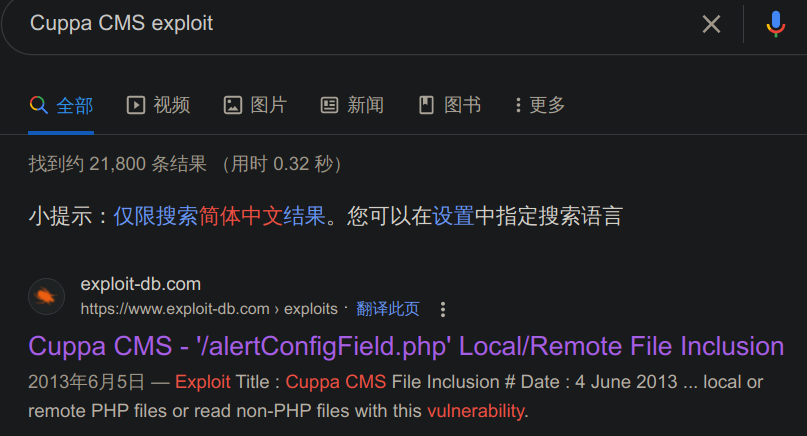 Cuppa CMS exploit
全部 视频 图片 新闻 图书 更多
找到约 21,800 条结果 （用时 0.32 秒）
小提示：仅限搜索简体中文结果。您可以在设置中指定搜索语言
exploit-db.com
https://www.exploit-db.com › exploits · 翻译此页
Cuppa CMS - '/alertConfigField.php' Local/Remote File Inclusion
2013年6月5日 — Exploit Title : Cuppa CMS File Inclusion # Date : 4 June 2013 ... local or
remote PHP files or read non-PHP files with this vulnerability.